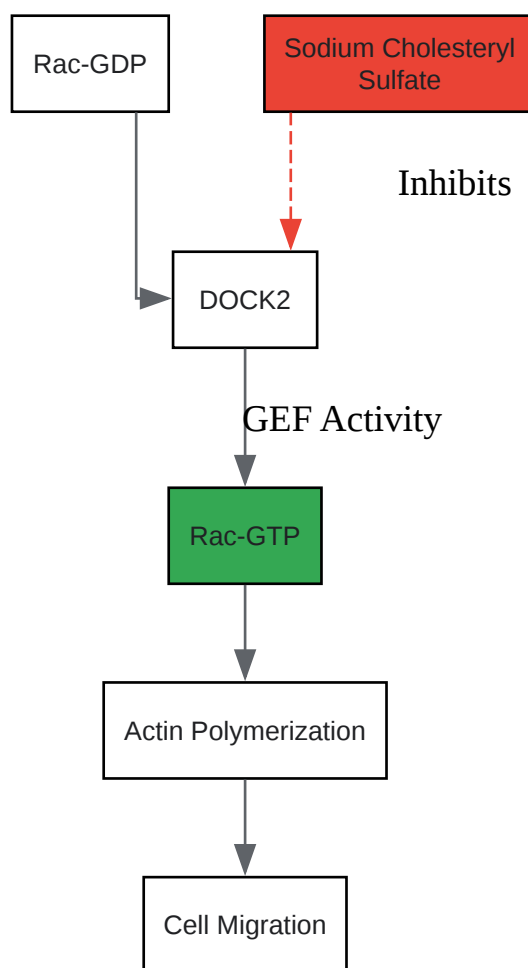 Rac-GDP
Sodium Cholesteryl
Sulfate
Inhibits
DOCK2
GEF Activity
Rac-GTP
Actin Polymerization
Cell Migration